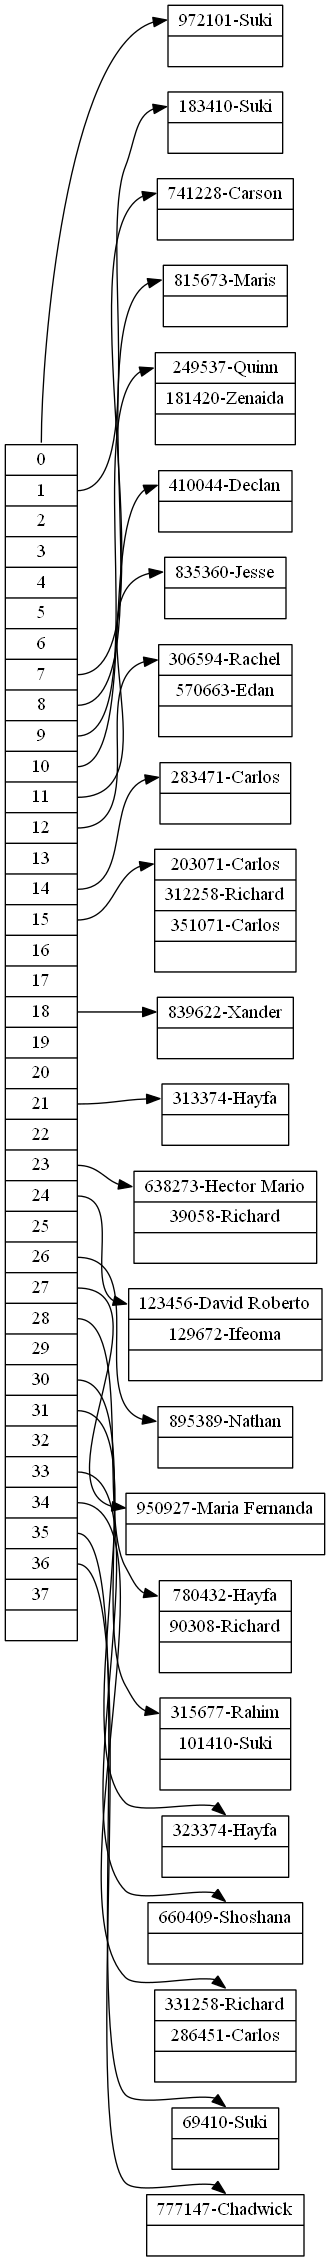 972101-Suki
183410-Suki
741228-Carson
815673-Maris
249537-Quinn
181420-Zenaida
410044-Declan
835360-Jesse
306594-Rachel
570663-Edan
283471-Carlos
203071-Carlos
312258-Richard
351071-Carlos
839622-Xander
313374-Hayfa
638273-Hector Mario
39058-Richard
123456-David Roberto
129672-Ifeoma
895389-Nathan
950927-Maria Fernanda
780432-Hayfa
90308-Richard
315677-Rahim
101410-Suki
323374-Hayfa
660409-Shoshana
331258-Richard
286451-Carlos
69410-Suki
777147-Chadwick
0
1
2
3
4
5
6
7
8
9
10
11
12
13
14
15
16
17
18
19
20
21
22
23
24
25
26
27
28
29
30
31
32
33
34
35
36
37